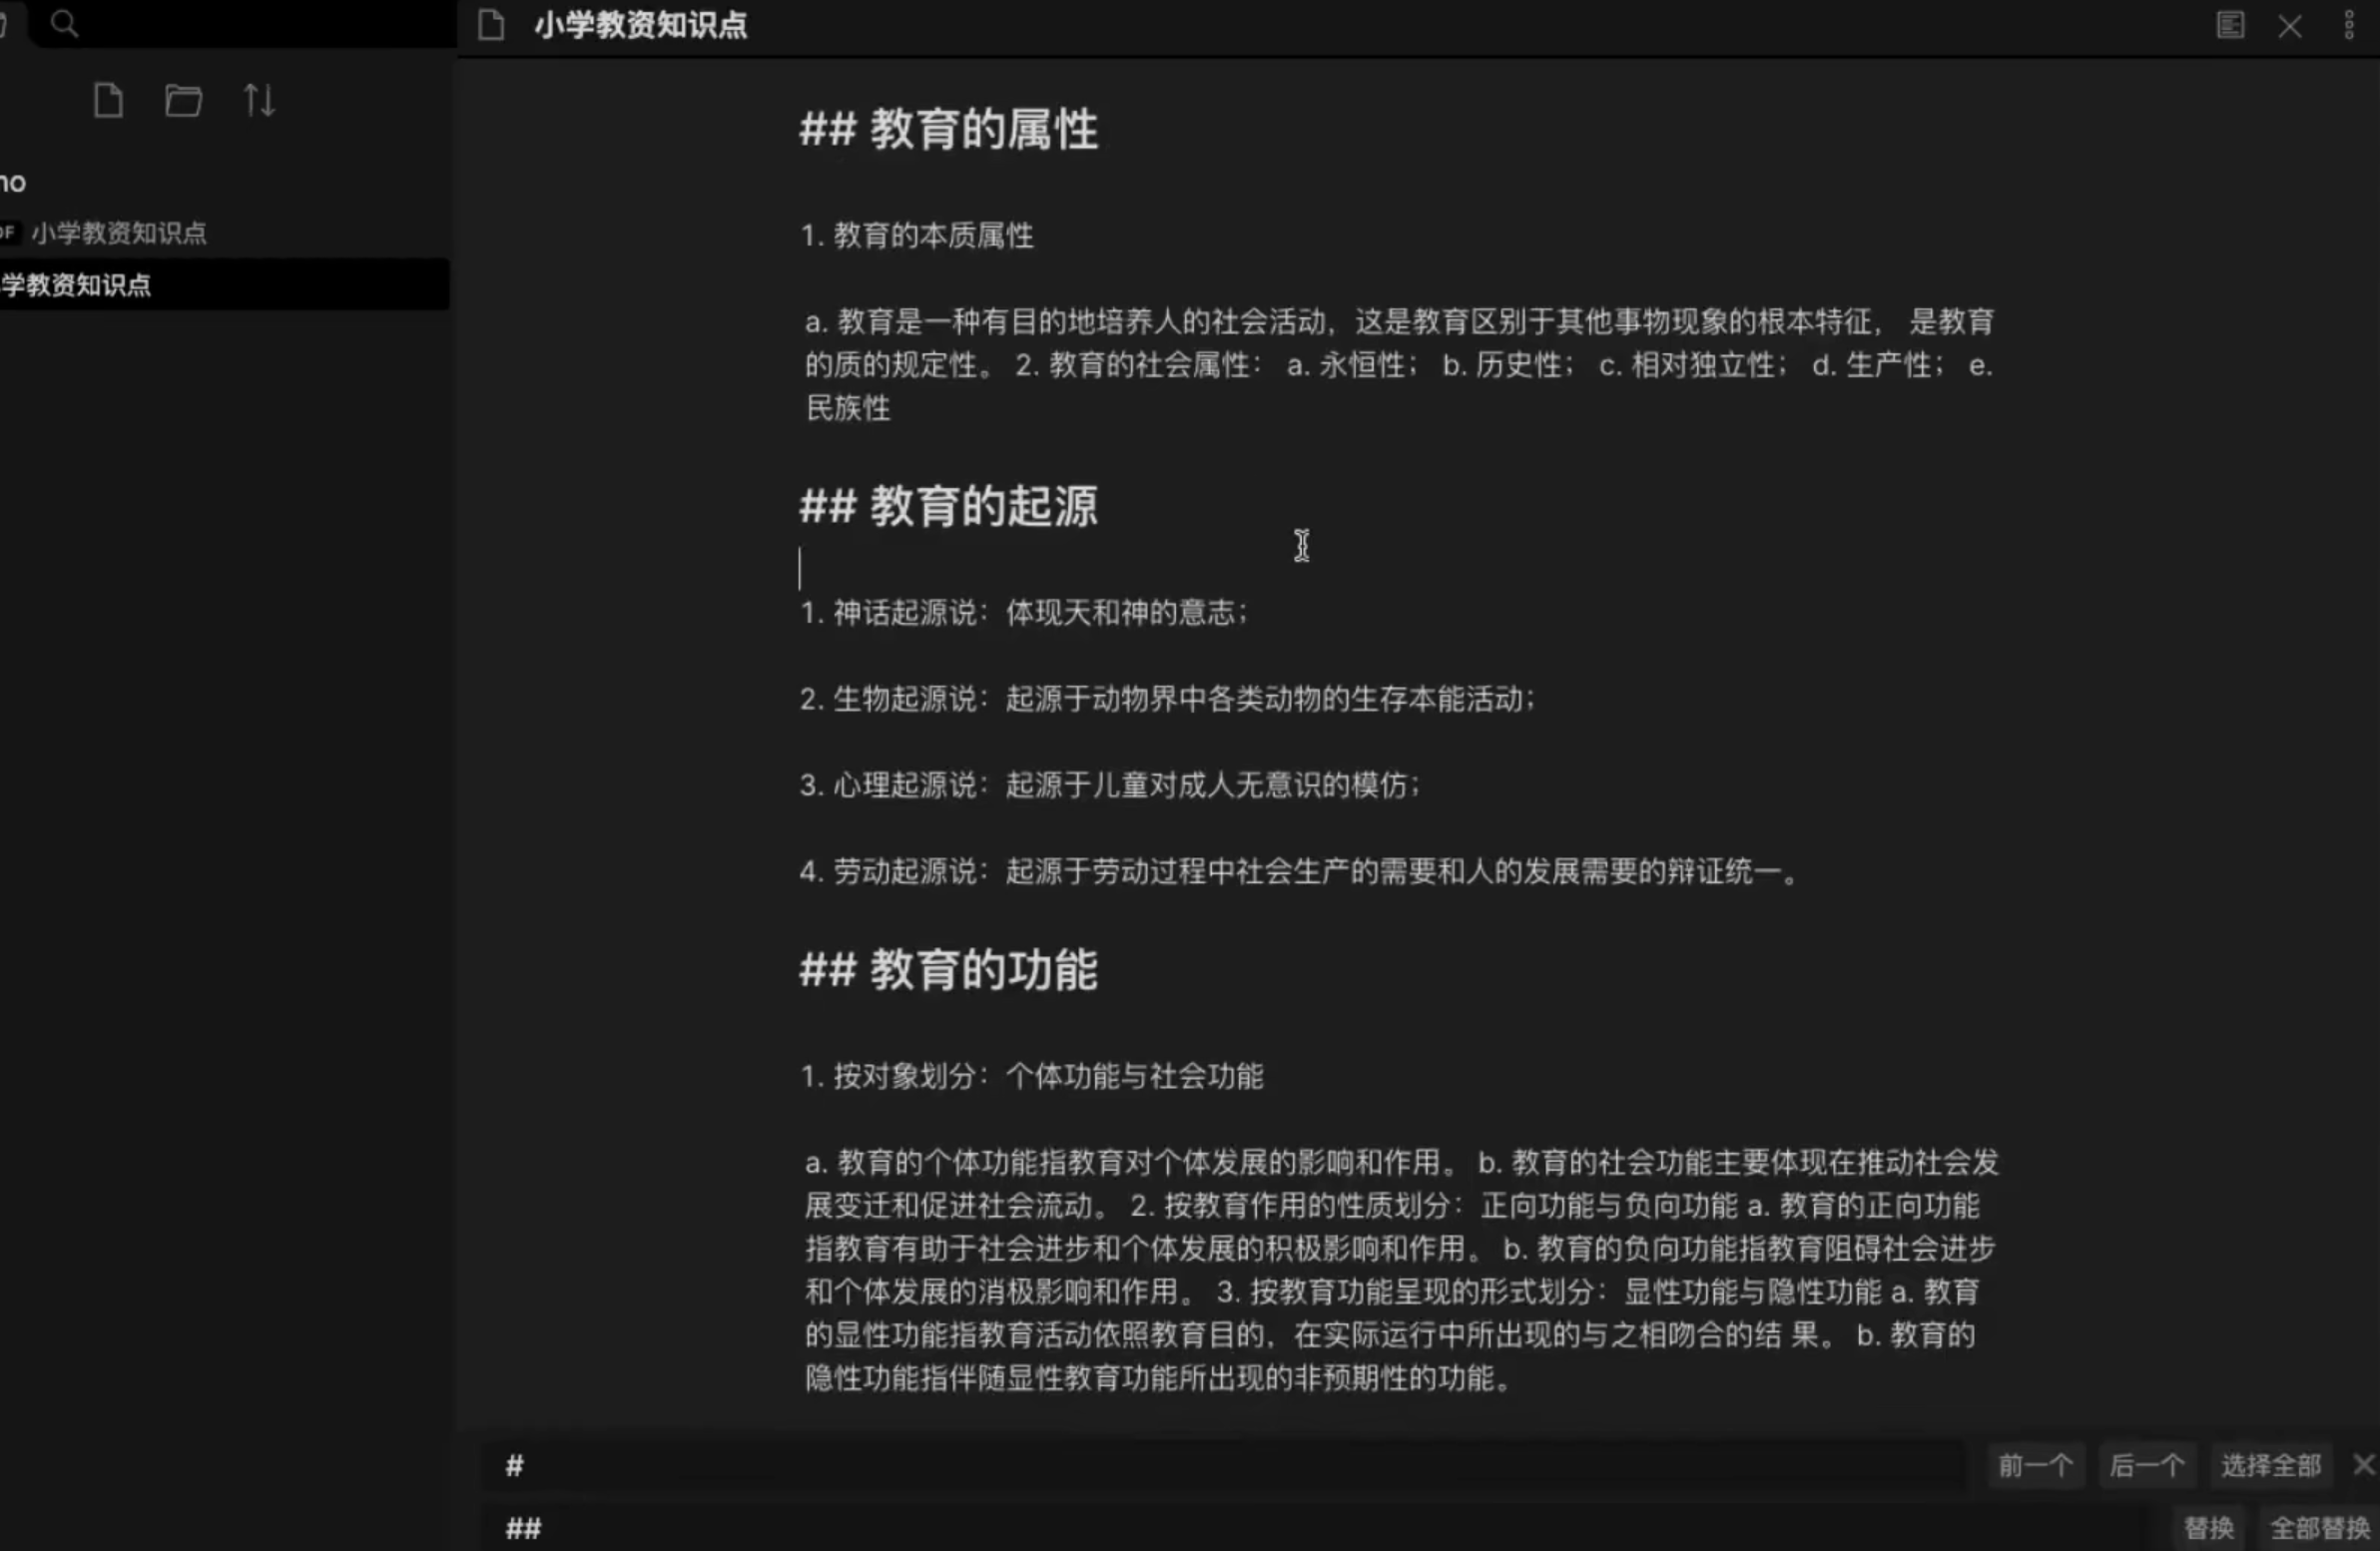 小学教资知识点
no
DF 小学教资知识点
学教资知识点
## 教育的属性
1. 教育的本质属性
a. 教育是一种有目的地培养人的社会活动，这是教育区别于其他事物现象的根本特征， 是教育
的质的规定性。 2. 教育的社会属性： a. 永恒性； b. 历史性； c. 相对独立性； d. 生产性； e.
民族性
## 教育的起源
1. 神话起源说：体现天和神的意志；
2. 生物起源说：起源于动物界中各类动物的生存本能活动；
3. 心理起源说：起源于儿童对成人无意识的模仿；
4. 劳动起源说：起源于劳动过程中社会生产的需要和人的发展需要的辩证统一。
## 教育的功能
1. 按对象划分：个体功能与社会功能
a. 教育的个体功能指教育对个体发展的影响和作用。 b. 教育的社会功能主要体现在推动社会发
展变迁和促进社会流动。 2. 按教育作用的性质划分：正向功能与负向功能 a. 教育的正向功能
指教育有助于社会进步和个体发展的积极影响和作用。 b. 教育的负向功能指教育阻碍社会进步
和个体发展的消极影响和作用。 3. 按教育功能呈现的形式划分：显性功能与隐性功能 a. 教育
的显性功能指教育活动依照教育目的，在实际运行中所出现的与之相吻合的结 果。 b. 教育的
隐性功能指伴随显性教育功能所出现的非预期性的功能。
# 前一个 后一个 选择全部
## 替换 全部替换